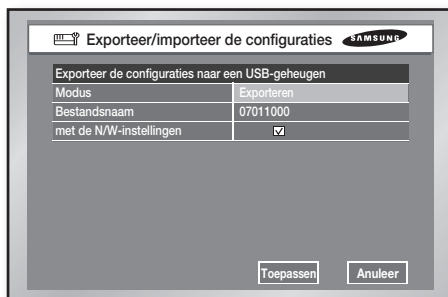 Exporteer/importeer de configuraties SAMSUNG
Exporteer de configuraties naar een USB-geheugen
Modus Exporteren
Bestandsnaam 07011000
met de N/W-instellingen
Toepassen Anuleer